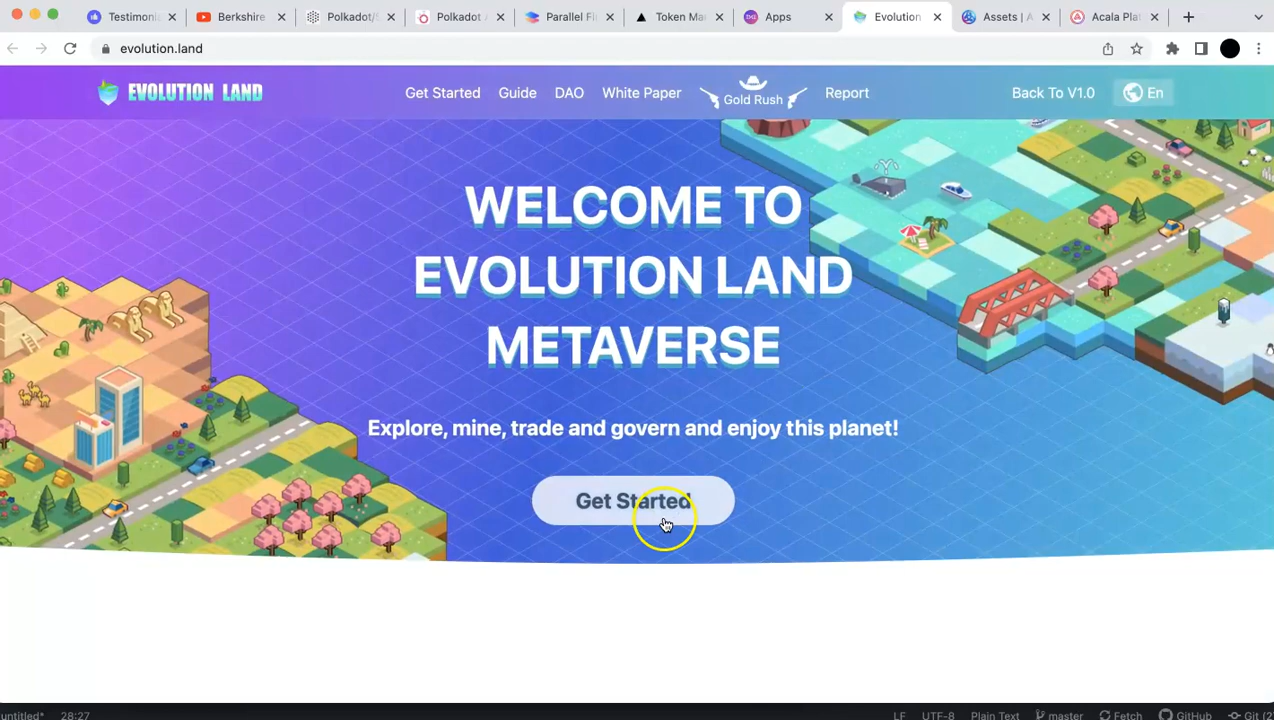 Testimoni
Berkshire
Polkadot/
Polkadot
Parallel Fi
Token Ma
Apps
Evolution
Assets | A
Acala Pla
evolution.land
EVOLUTION LAND
Get Started
Guide
DAO
White Paper
Gold Rush
Report
Back To V1.0
En
WELCOME TO
EVOLUTION LAND
METAVERSE
Explore, mine, trade and govern and enjoy this planet!
Get Started
untitled*
28:27
LF
UTF-8
Plain Text
master
Fetch
GitHub
Git (2